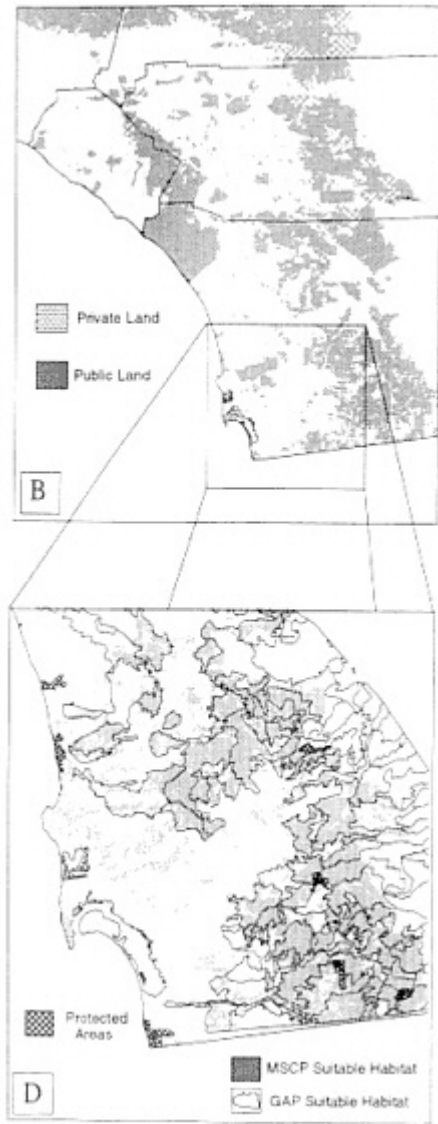 Private Land
Public Land
B
Protected
Areas
MSCP Suitable Habitat
GAP Suitable Habitat
D